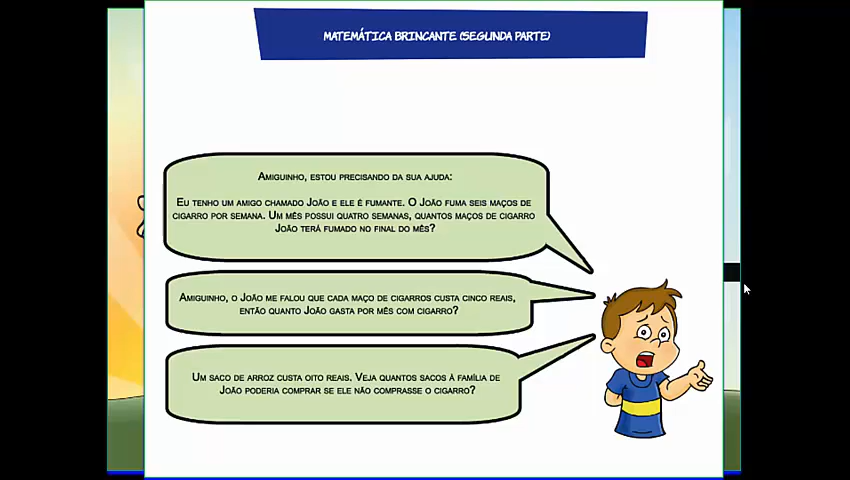 MATEMÁTICA BRINCANTE (SEGUNDA PARTE)
AMIGUINHO, ESTOU PRECISANDO DA SUA AJUDA:
EU TENHO UM AMIGO CHAMADO JOÃO E ELE É FUMANTE. O JOÃO FUMA SEIS MAÇOS DE
CIGARRO POR SEMANA. UM MÊS POSSUI QUATRO SEMANAS, QUANTOS MAÇOS DE CIGARRO
JOÃO TERÁ FUMADO NO FINAL DO MÊS?
AMIGUINHO, O JOÃO ME FALOU QUE CADA MAÇO DE CIGARROS CUSTA CINCO REAIS,
ENTÃO QUANTO JOÃO GASTA POR MÊS COM CIGARRO?
UM SACO DE ARROZ CUSTA OITO REAIS. VEJA QUANTOS SACOS À FAMÍLIA DE
JOÃO PODERIA COMPRAR SE ELE NÃO COMPRASSE O CIGARRO?